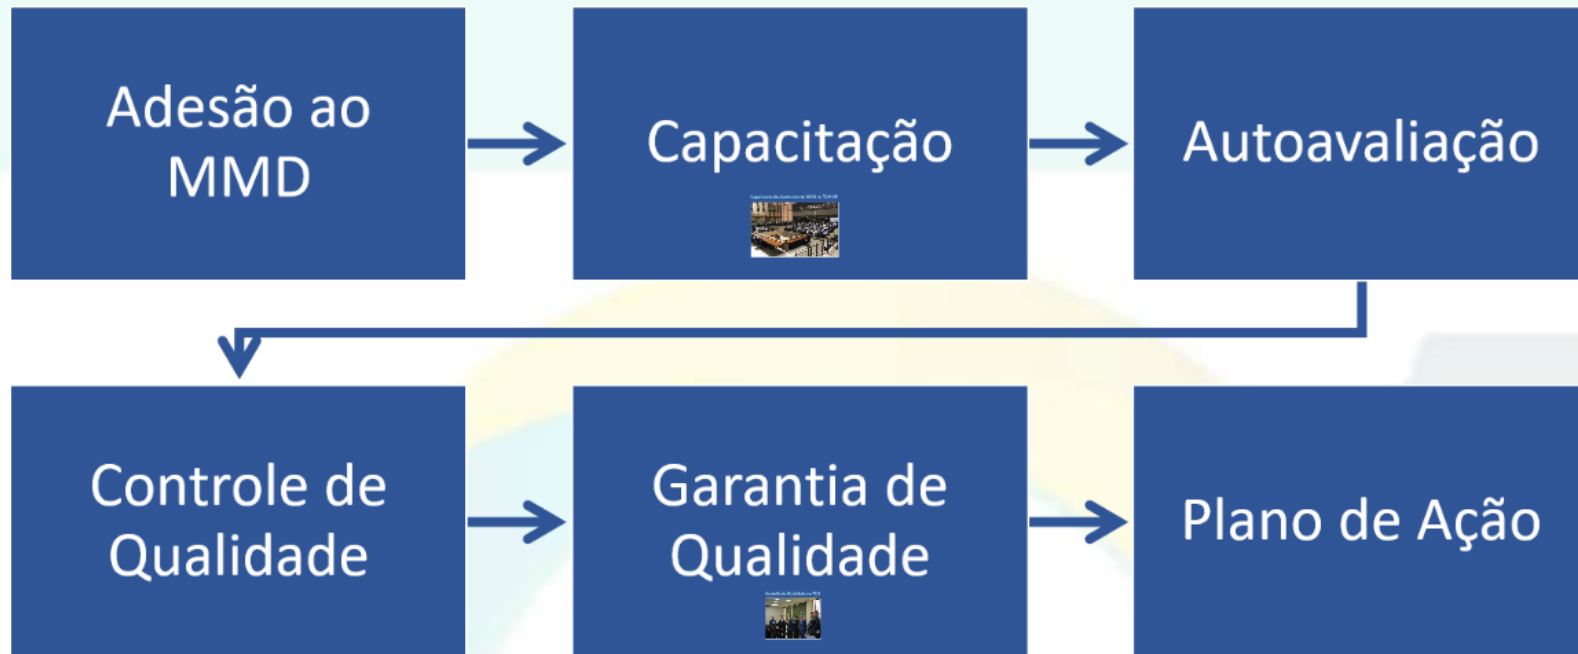 Adesão ao
MMD
Capacitação
Autoavaliação
Controle de
Qualidade
Garantia de
Qualidade
Plano de Ação